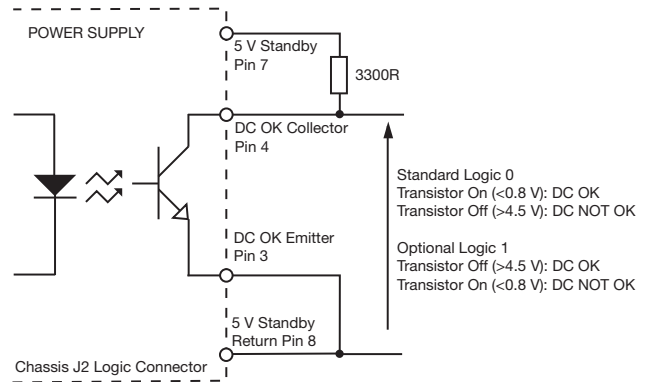 POWER SUPPLY
5 V Standby
Pin 7
3300R
DC OK Collector
Pin 4
Standard Logic 0
Transistor On (<0.8 V): DC OK
Transistor Off (>4.5 V): DC NOT OK
Optional Logic 1
Transistor Off (>4.5 V): DC OK
Transistor On (<0.8 V): DC NOT OK
DC OK Emitter
Pin 3
5 V Standby
Return Pin 8
Chassis J2 Logic Connector